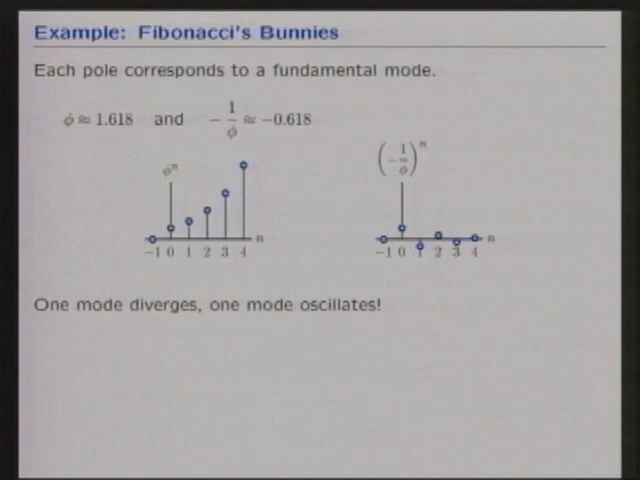 Example: Fibonacci's Bunnies
Each pole corresponds to a fundamental mode.
ϕ ≈ 1.618 and −1/ϕ ≈ −0.618
ϕⁿ
n
−1 0 1 2 3 4
(−1/ϕ)ⁿ
n
−1 0 1 2 3 4
One mode diverges, one mode oscillates!